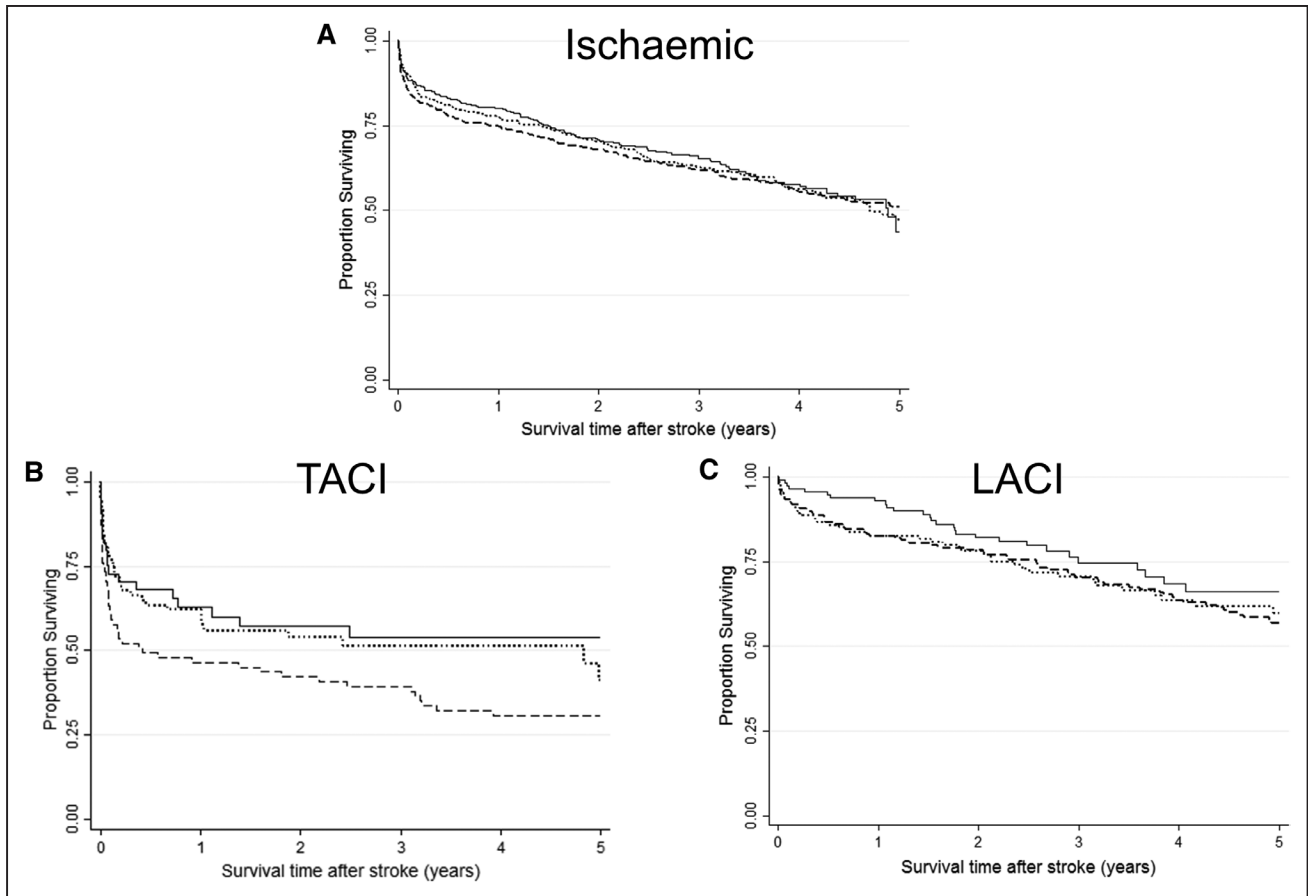 A
Ischaemic
Proportion Surviving
1.00
0.75
0.50
0.25
0.00
0 1 2 3 4 5
Survival time after stroke (years)
B
TACI
Proportion Surviving
1.00
0.75
0.50
0.25
0.00
0 1 2 3 4 5
Survival time after stroke (years)
C
LACI
Proportion Surviving
1.00
0.75
0.50
0.25
0.00
0 1 2 3 4 5
Survival time after stroke (years)